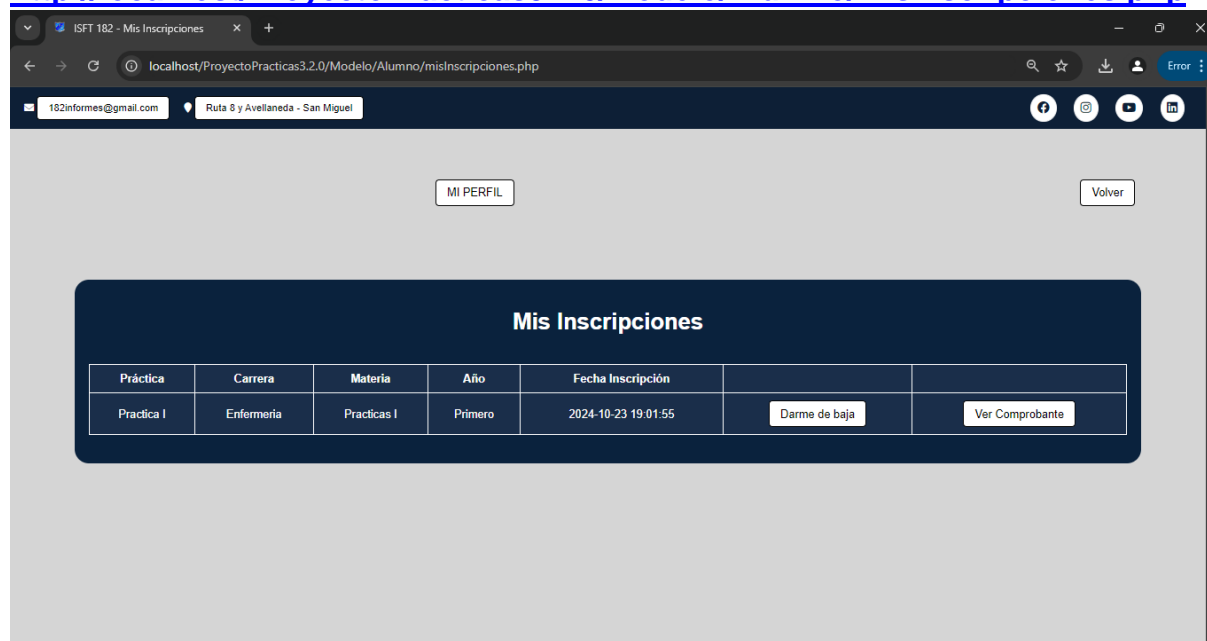 ISFT 182 - Mis Inscripciones
localhost/ProyectoPracticas3.2.0/Modelo/Alumno/misInscripciones.php
Error
182informes@gmail.com
Ruta 8 y Avellaneda - San Miguel
MI PERFIL
Volver
Mis Inscripciones
Práctica Carrera Materia Año Fecha Inscripción
Practica I Enfermeria Practicas I Primero 2024-10-23 19:01:55 Darme de baja Ver Comprobante